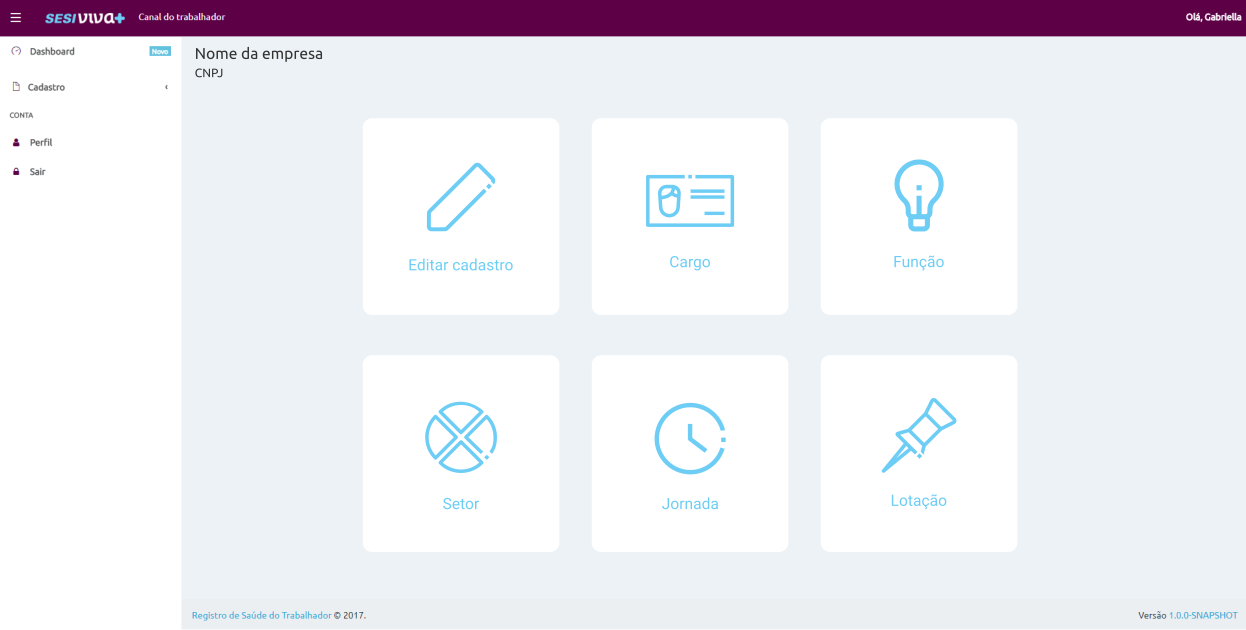 SESI VIVA+ Canal do trabalhador Olá, Gabriella
Dashboard Novo
Nome da empresa
CNPJ
Cadastro
CONTA
Perfil
Sair
Editar cadastro
Cargo
Função
Setor
Jornada
Lotação
Registro de Saúde do Trabalhador © 2017. Versão 1.0.0-SNAPSHOT